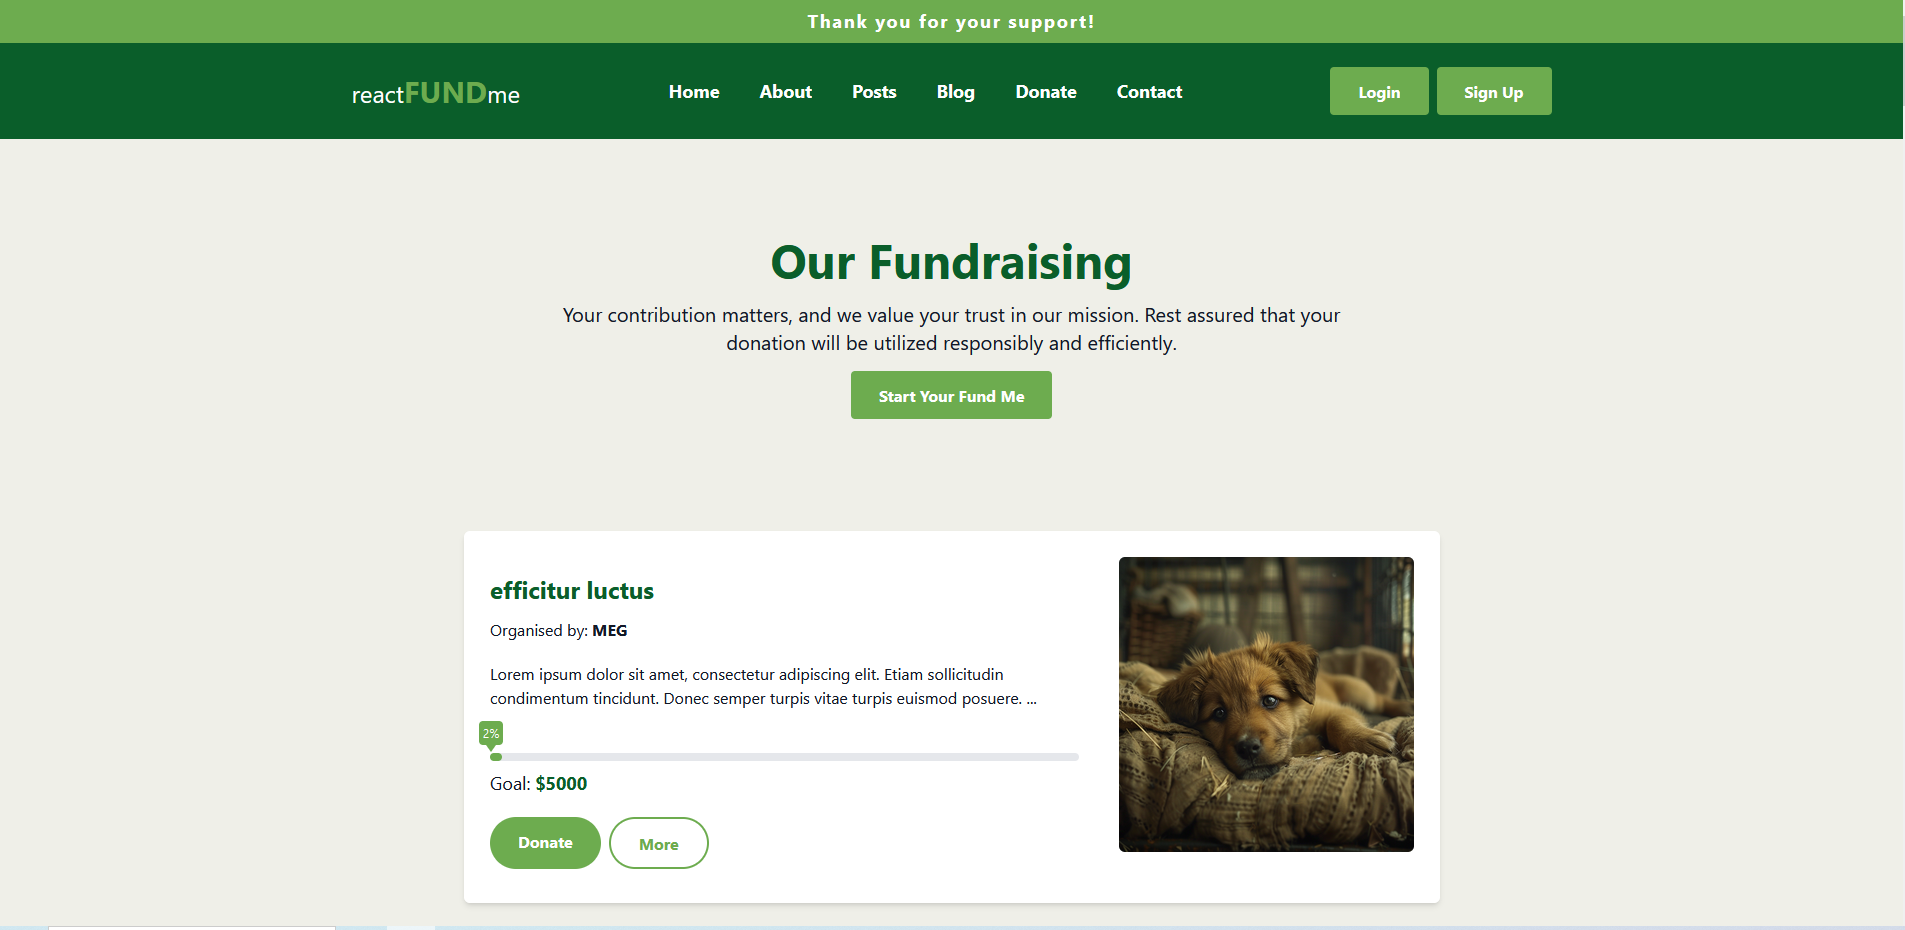 Thank you for your support!
reactFUNDme Home About Posts Blog Donate Contact Login Sign Up
Our Fundraising
Your contribution matters, and we value your trust in our mission. Rest assured that your
donation will be utilized responsibly and efficiently.
Start Your Fund Me
efficitur luctus
Organised by: MEG
Lorem ipsum dolor sit amet, consectetur adipiscing elit. Etiam sollicitudin
condimentum tincidunt. Donec semper turpis vitae turpis euismod posuere. ...
2%
Goal: $5000
Donate More